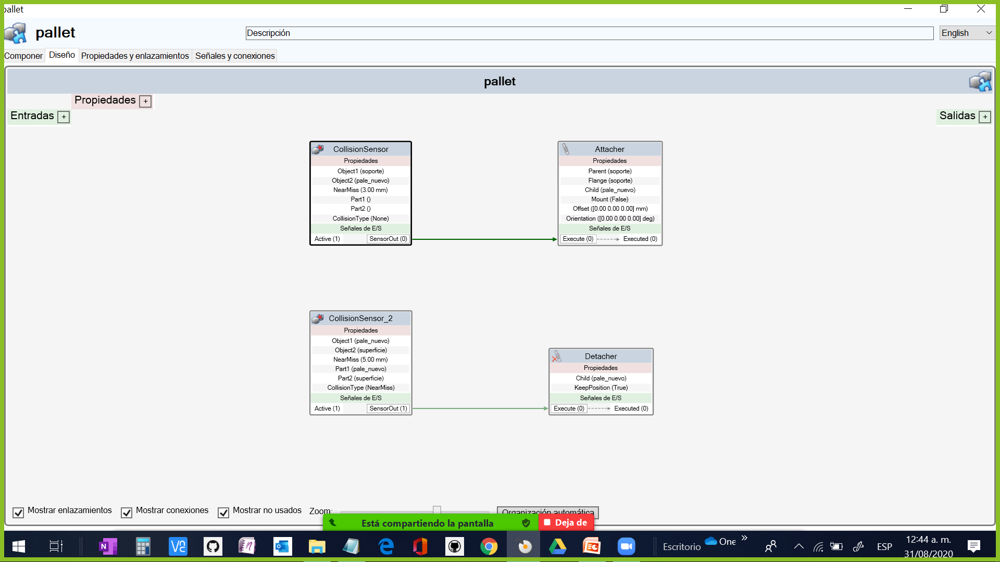 pallet
pallet
Descripción
English
Componer
Diseño
Propiedades y enlazamientos
Señales y conexiones
pallet
Propiedades +
Entradas +
Salidas +
CollisionSensor
Propiedades
Object1 (soporte)
Object2 (pale_nuevo)
NearMiss (3.00 mm)
Part1 ()
Part2 ()
CollisionType (None)
Señales de E/S
Active (1)
SensorOut (0)
Attacher
Propiedades
Parent (soporte)
Flange (soporte)
Child (pale_nuevo)
Mount (False)
Offset ([0.00 0.00 0.00] mm)
Orientation ([0.00 0.00 0.00] deg)
Señales de E/S
Execute (0)
Executed (0)
CollisionSensor_2
Propiedades
Object1 (pale_nuevo)
Object2 (superficie)
NearMiss (5.00 mm)
Part1 (pale_nuevo)
Part2 (superficie)
CollisionType (NearMiss)
Señales de E/S
Active (1)
SensorOut (1)
Detacher
Propiedades
Child (pale_nuevo)
KeepPosition (True)
Señales de E/S
Execute (0)
Executed (0)
Mostrar enlazamientos
Mostrar conexiones
Mostrar no usados
Zoom:
Organización automática
Está compartiendo la pantalla
Deja de
Escritorio
One
ESP
12:44 a. m.
31/08/2020